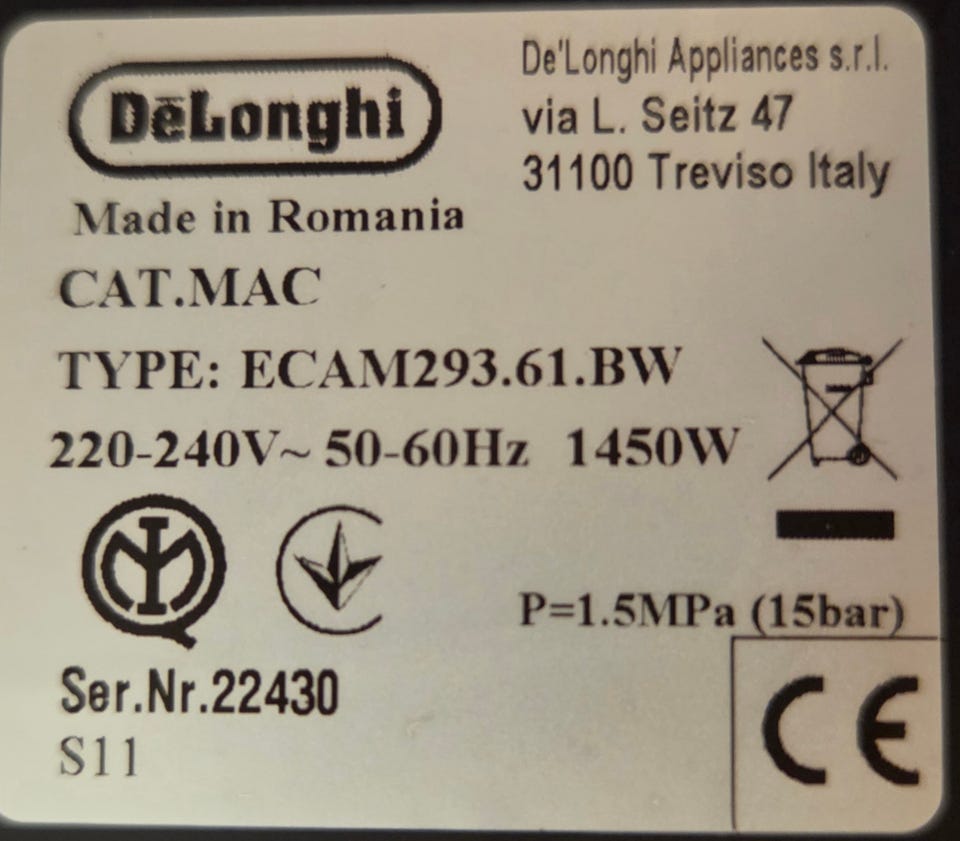 DeLonghi
De'Longhi Appliances s.r.l.
via L. Seitz 47
31100 Treviso Italy
Made in Romania
CAT.MAC
TYPE: ECAM293.61.BW
220-240V~ 50-60Hz 1450W
P=1.5MPa (15bar)
Ser.Nr.22430
S11
CE